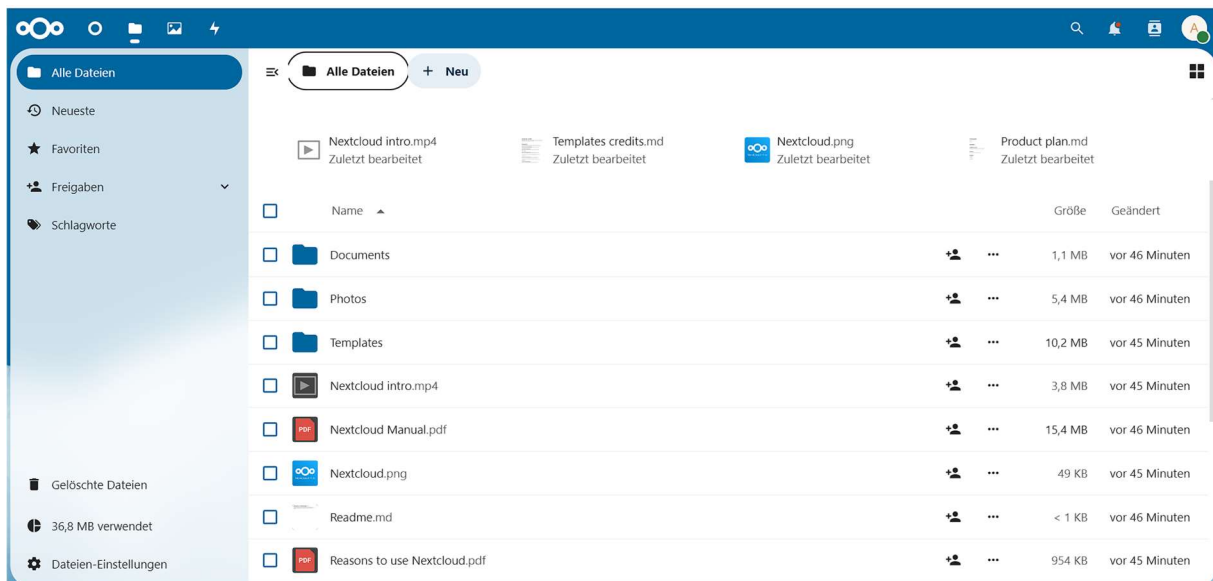 A
Alle Dateien
Neueste
Favoriten
Freigaben
Schlagworte
Gelöschte Dateien
36,8 MB verwendet
Dateien-Einstellungen
Alle Dateien + Neu
Nextcloud intro.mp4
Zuletzt bearbeitet
Templates credits.md
Zuletzt bearbeitet
Nextcloud.png
Zuletzt bearbeitet
Product plan.md
Zuletzt bearbeitet
Name Größe Geändert
Documents 1,1 MB vor 46 Minuten
Photos 5,4 MB vor 46 Minuten
Templates 10,2 MB vor 45 Minuten
Nextcloud intro.mp4 3,8 MB vor 45 Minuten
PDF Nextcloud Manual.pdf 15,4 MB vor 46 Minuten
Nextcloud.png 49 KB vor 45 Minuten
Readme.md < 1 KB vor 46 Minuten
PDF Reasons to use Nextcloud.pdf 954 KB vor 45 Minuten